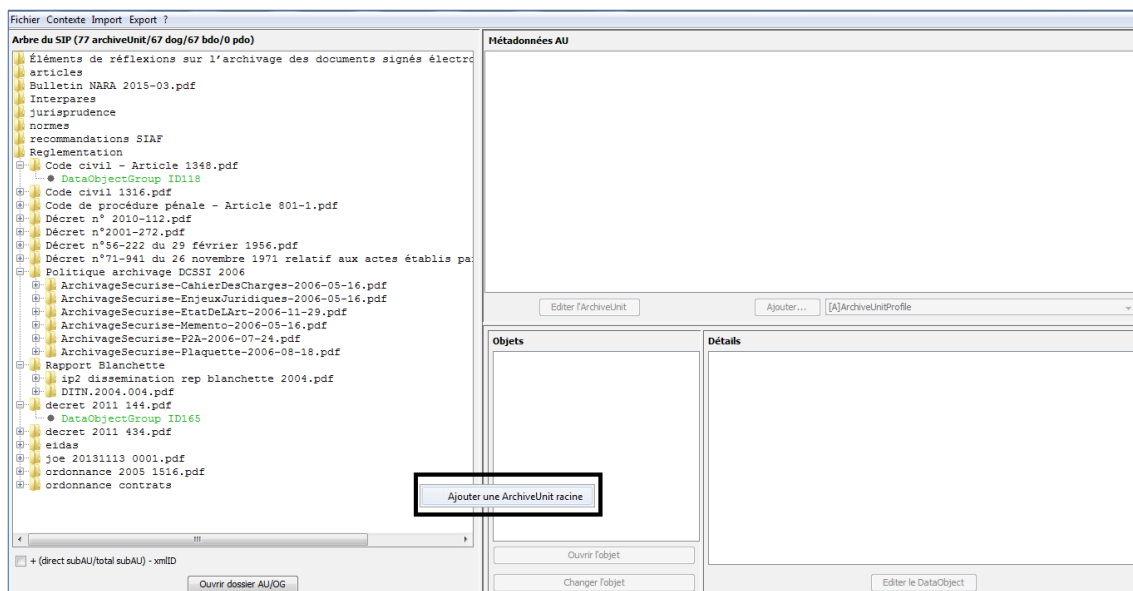 Fichier Contexte Import Export ?
Arbre du SIP (77 archiveUnit/67 dog/67 bdo/0 pdo)
Éléments de réflexions sur l'archivage des documents signés électro
articles
Bulletin NARA 2015-03.pdf
Interpares
jurisprudence
normes
recommandations SIAF
Reglementation
Code civil - Article 1348.pdf
DataObjectGroup ID118
Code civil 1316.pdf
Code de procédure pénale - Article 801-1.pdf
Décret n° 2010-112.pdf
Décret n°2001-272.pdf
Décret n°56-222 du 29 février 1956.pdf
Décret n°71-941 du 26 novembre 1971 relatif aux actes établis pa
Politique archivage DCSSI 2006
ArchivageSecurise-CahierDesCharges-2006-05-16.pdf
ArchivageSecurise-EnjeuxJuridiques-2006-05-16.pdf
ArchivageSecurise-EtatDeLArt-2006-11-29.pdf
ArchivageSecurise-Memento-2006-05-16.pdf
ArchivageSecurise-P2A-2006-07-24.pdf
ArchivageSecurise-Plaquette-2006-08-18.pdf
Rapport Blanchette
ip2 dissemination rep blanchette 2004.pdf
DITN.2004.004.pdf
decret 2011 144.pdf
DataObjectGroup ID165
decret 2011 434.pdf
eidas
joe 20131113 0001.pdf
ordonnance 2005 1516.pdf
ordonnance contrats
+ (direct subAU/total subAU) - xmlID
Ouvrir dossier AU/OG
Métadonnées AU
Editer l'ArchiveUnit
Ajouter...
[A]ArchiveUnitProfile
Objets
Détails
Ajouter une ArchiveUnit racine
Ouvrir l'objet
Changer l'objet
Editer le DataObject